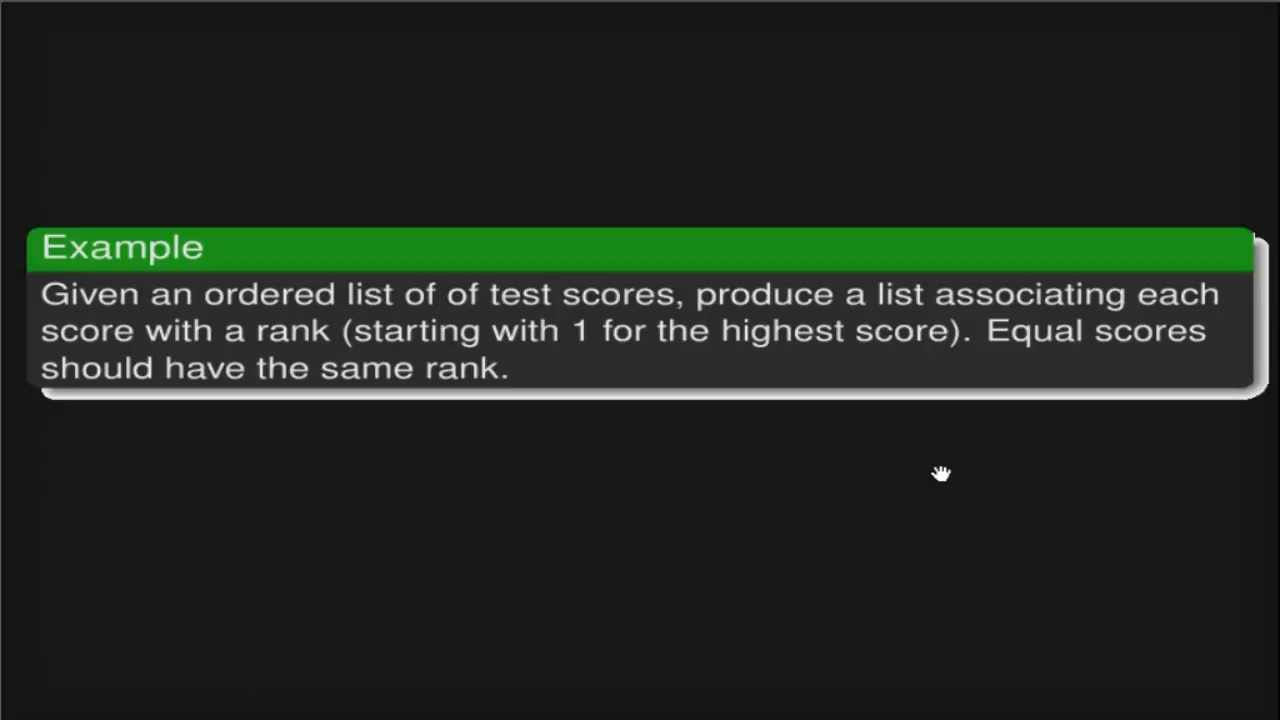 Example
Given an ordered list of of test scores, produce a list associating each
score with a rank (starting with 1 for the highest score). Equal scores
should have the same rank.